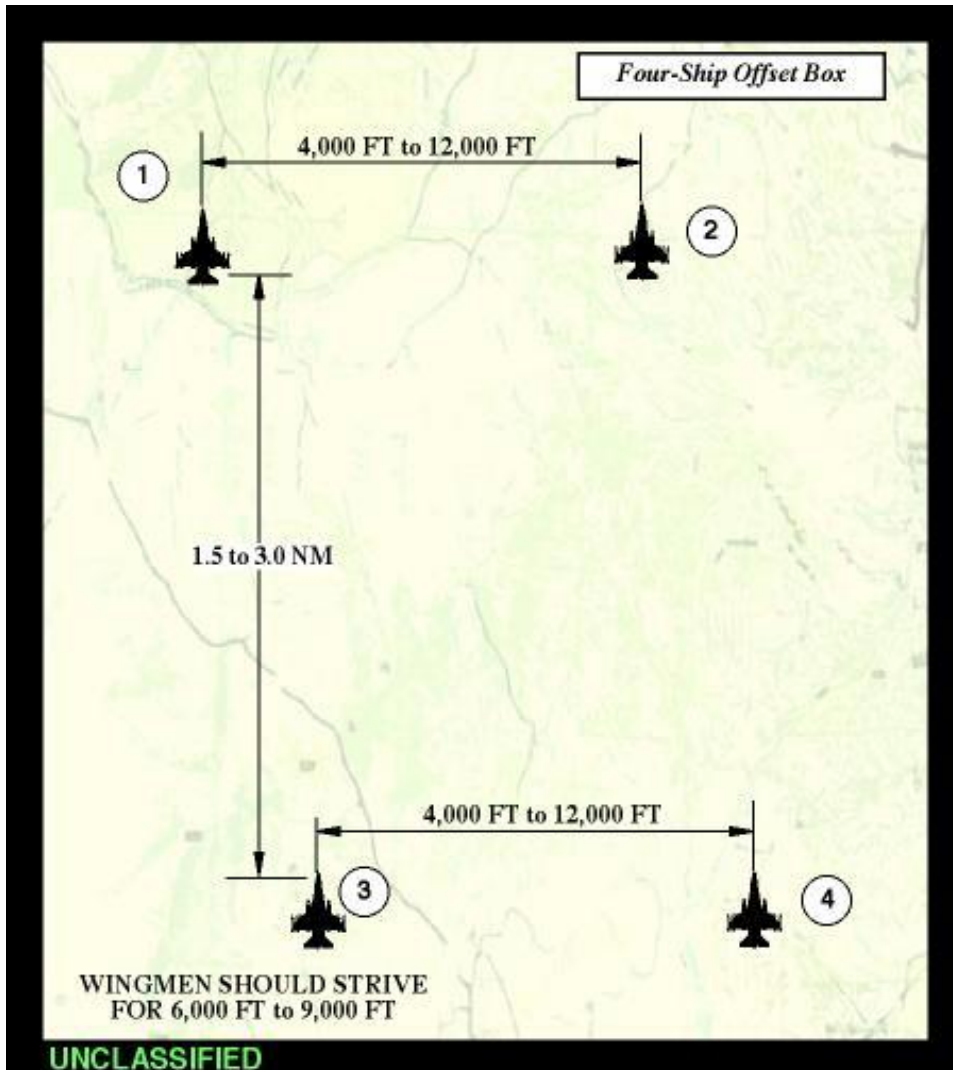 Four-Ship Offset Box
4,000 FT to 12,000 FT
1
2
1.5 to 3.0 NM
4,000 FT to 12,000 FT
3
4
WINGMEN SHOULD STRIVE
FOR 6,000 FT to 9,000 FT
UNCLASSIFIED